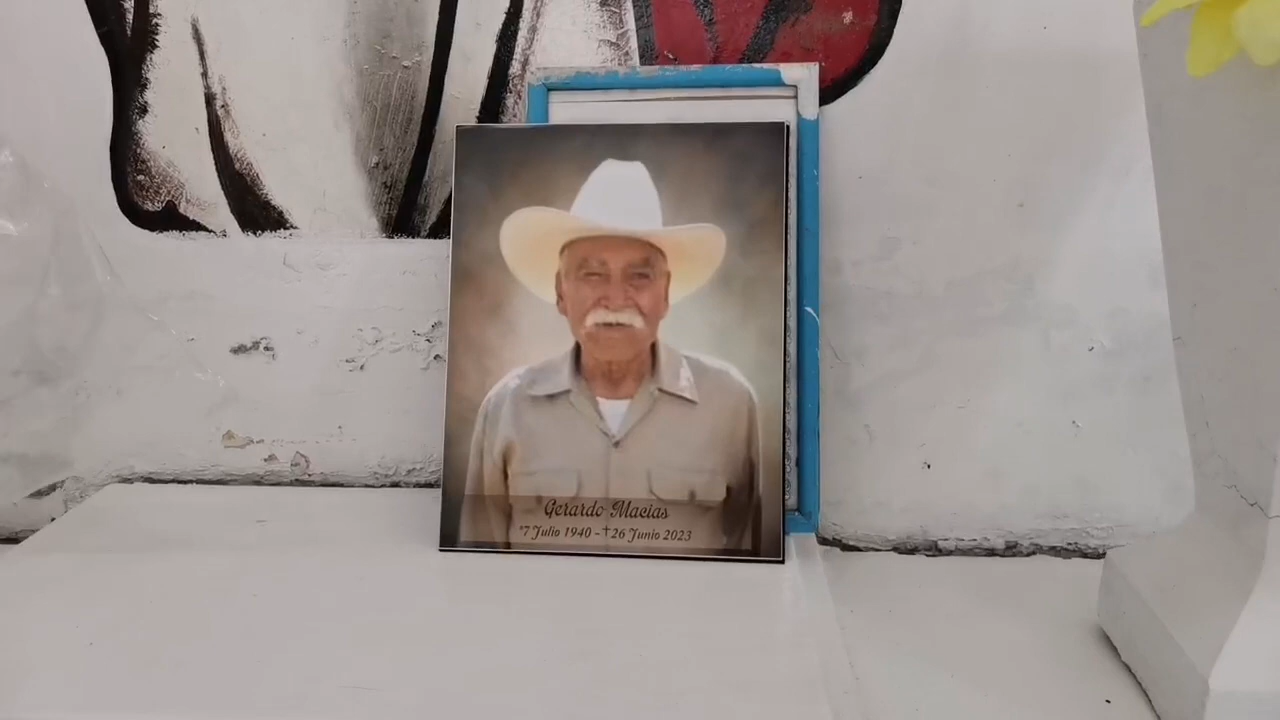 Gerardo Macias
*7 Julio 1940 - †26 Junio 2023